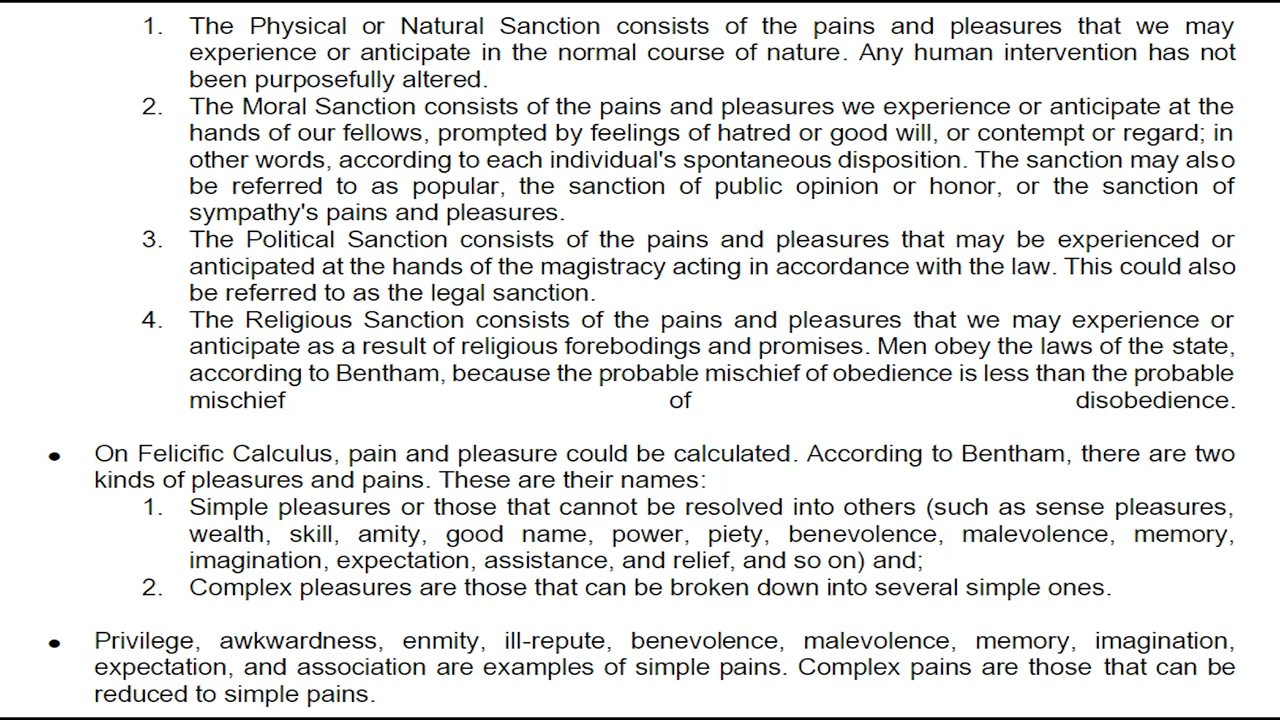 1. The Physical or Natural Sanction consists of the pains and pleasures that we may
experience or anticipate in the normal course of nature. Any human intervention has not
been purposefully altered.
2. The Moral Sanction consists of the pains and pleasures we experience or anticipate at the
hands of our fellows, prompted by feelings of hatred or good will, or contempt or regard; in
other words, according to each individual's spontaneous disposition. The sanction may also
be referred to as popular, the sanction of public opinion or honor, or the sanction of
sympathy's pains and pleasures.
3. The Political Sanction consists of the pains and pleasures that may be experienced or
anticipated at the hands of the magistracy acting in accordance with the law. This could also
be referred to as the legal sanction.
4. The Religious Sanction consists of the pains and pleasures that we may experience or
anticipate as a result of religious forebodings and promises. Men obey the laws of the state,
according to Bentham, because the probable mischief of obedience is less than the probable
mischief of disobedience.
• On Felicific Calculus, pain and pleasure could be calculated. According to Bentham, there are two
kinds of pleasures and pains. These are their names:
1. Simple pleasures or those that cannot be resolved into others (such as sense pleasures,
wealth, skill, amity, good name, power, piety, benevolence, malevolence, memory,
imagination, expectation, assistance, and relief, and so on) and;
2. Complex pleasures are those that can be broken down into several simple ones.
• Privilege, awkwardness, enmity, ill-repute, benevolence, malevolence, memory, imagination,
expectation, and association are examples of simple pains. Complex pains are those that can be
reduced to simple pains.